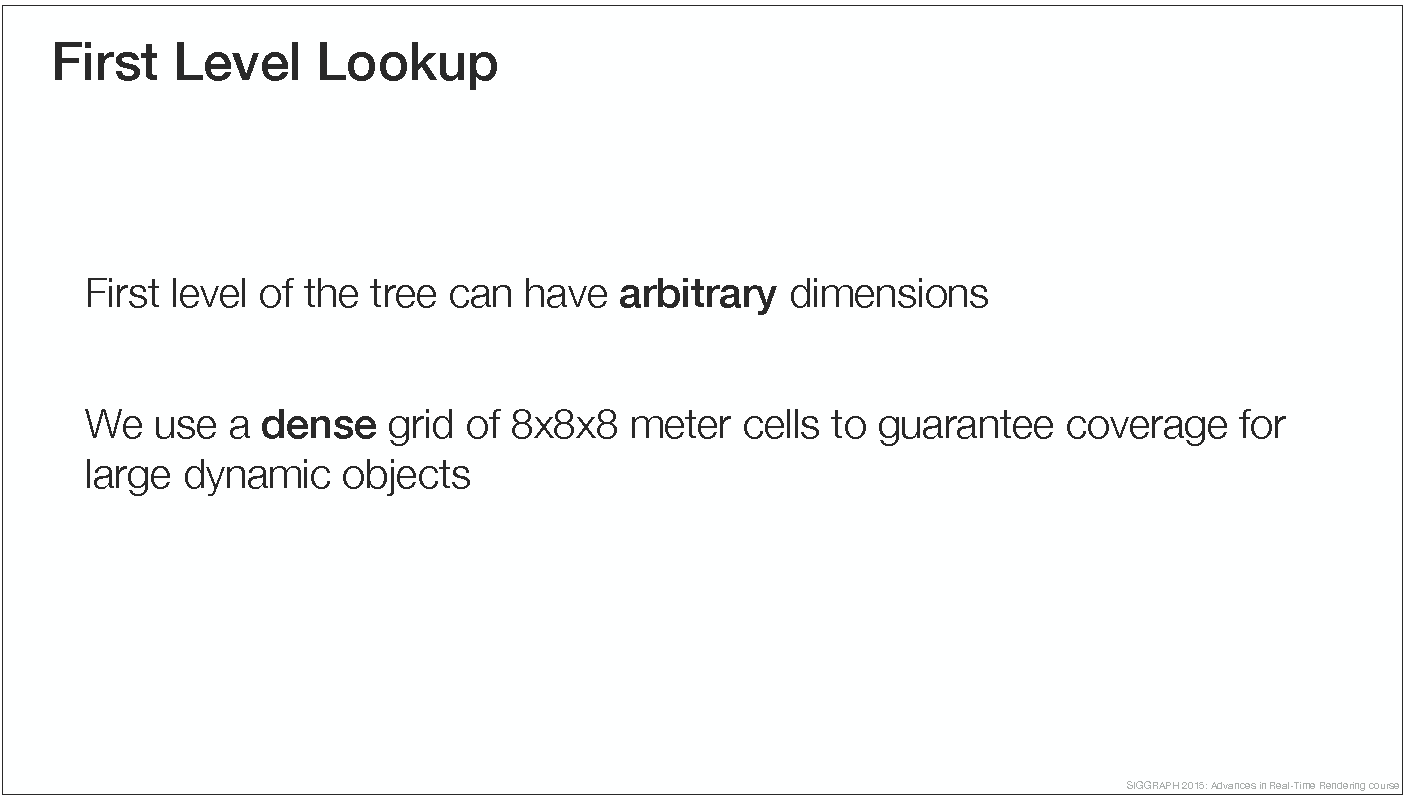 First Level Lookup
First level of the tree can have arbitrary dimensions
We use a dense grid of 8x8x8 meter cells to guarantee coverage for
large dynamic objects
SIGGRAPH 2015: Advances in Real-Time Rendering course